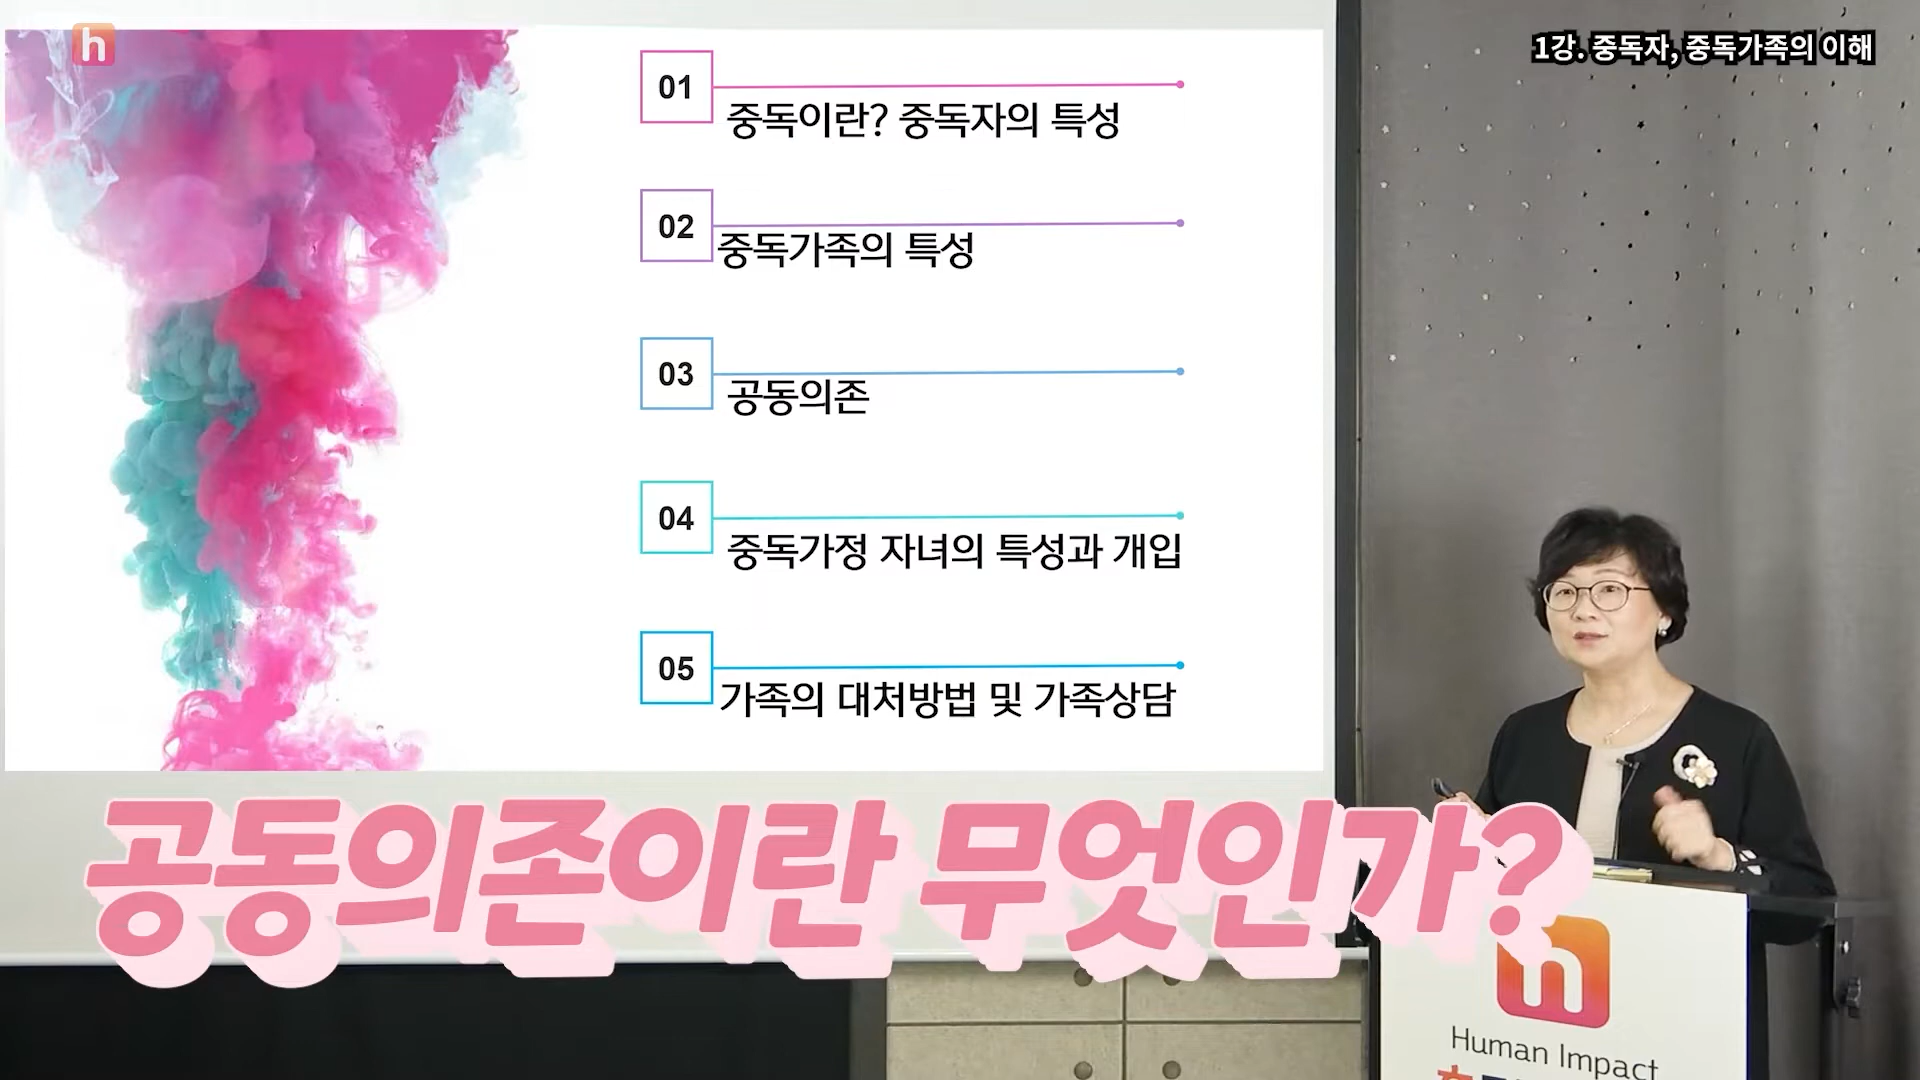 h
1강. 중독자, 중독가족의 이해
01
중독이란? 중독자의 특성
02
중독가족의 특성
03
공동의존
04
중독가정 자녀의 특성과 개입
05
가족의 대처방법 및 가족상담
공동의존이란 무엇인가?
h
Human Impact